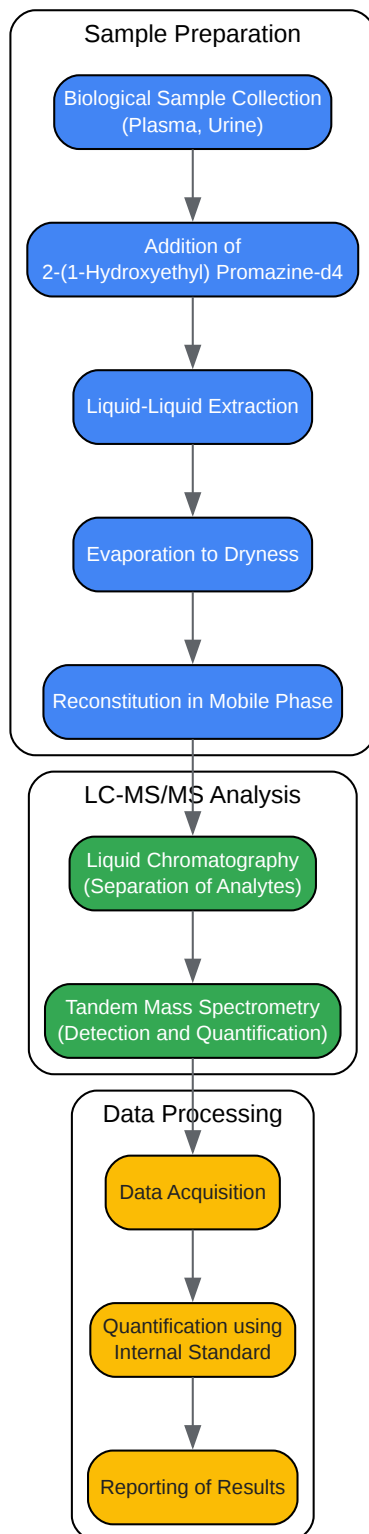 Sample Preparation
Biological Sample Collection
(Plasma, Urine)
Addition of
2-(1-Hydroxyethyl) Promazine-d4
Liquid-Liquid Extraction
Evaporation to Dryness
Reconstitution in Mobile Phase
LC-MS/MS Analysis
Liquid Chromatography
(Separation of Analytes)
Tandem Mass Spectrometry
(Detection and Quantification)
Data Processing
Data Acquisition
Quantification using
Internal Standard
Reporting of Results